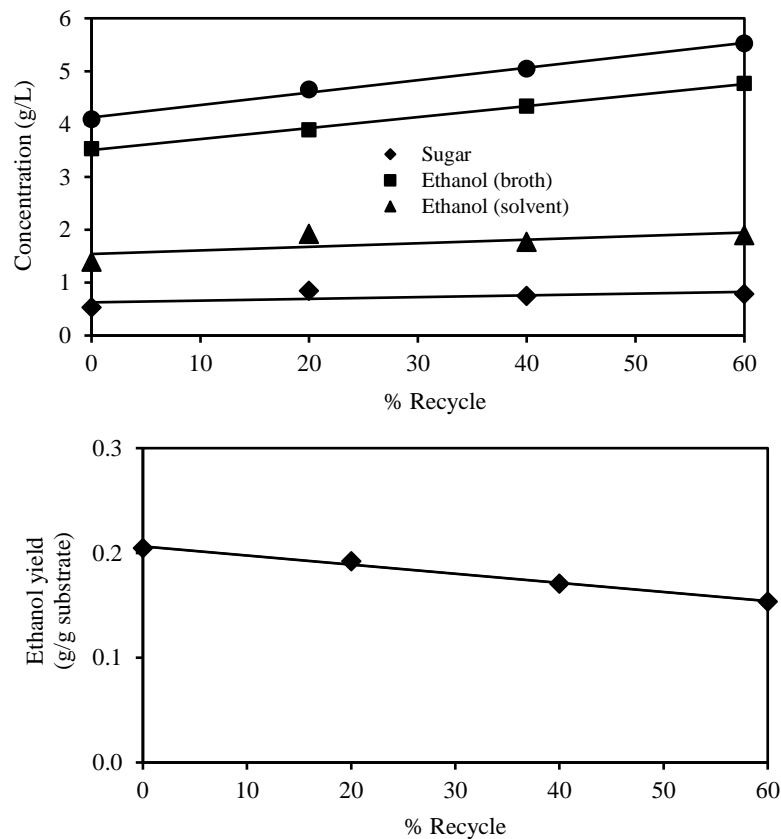 6
5
4
3
2
1
0
Concentration (g/L)
Sugar
Ethanol (broth)
Ethanol (solvent)
0 10 20 30 40 50 60
% Recycle
0.3
0.2
0.1
0.0
Ethanol yield
(g/g substrate)
0 10 20 30 40 50 60
% Recycle